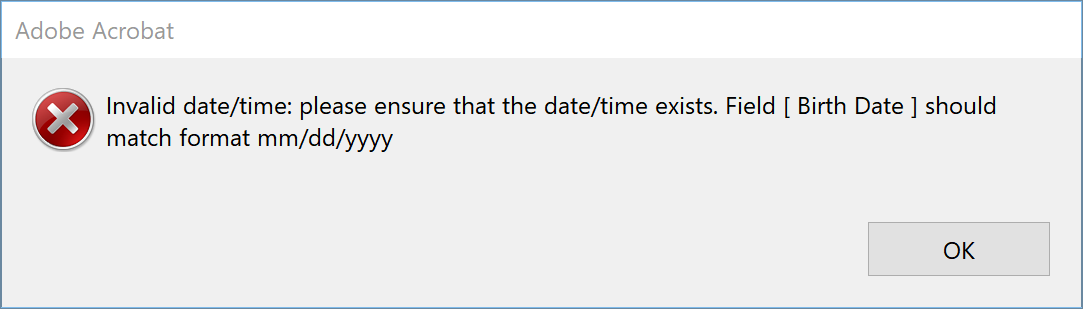 Adobe Acrobat
Invalid date/time: please ensure that the date/time exists. Field [ Birth Date ] should
match format mm/dd/yyyy
OK